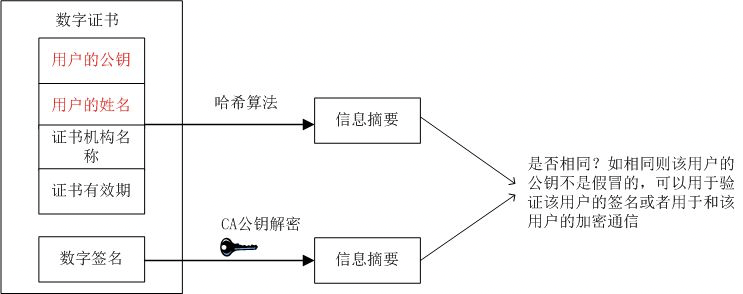 数字证书
用户的公钥
用户的姓名
证书机构名
称
证书有效期
数字签名
哈希算法
信息摘要
CA公钥解密
信息摘要
是否相同？如相同则该用户的
公钥不是假冒的，可以用于验
证该用户的签名或者用于和该
用户的加密通信